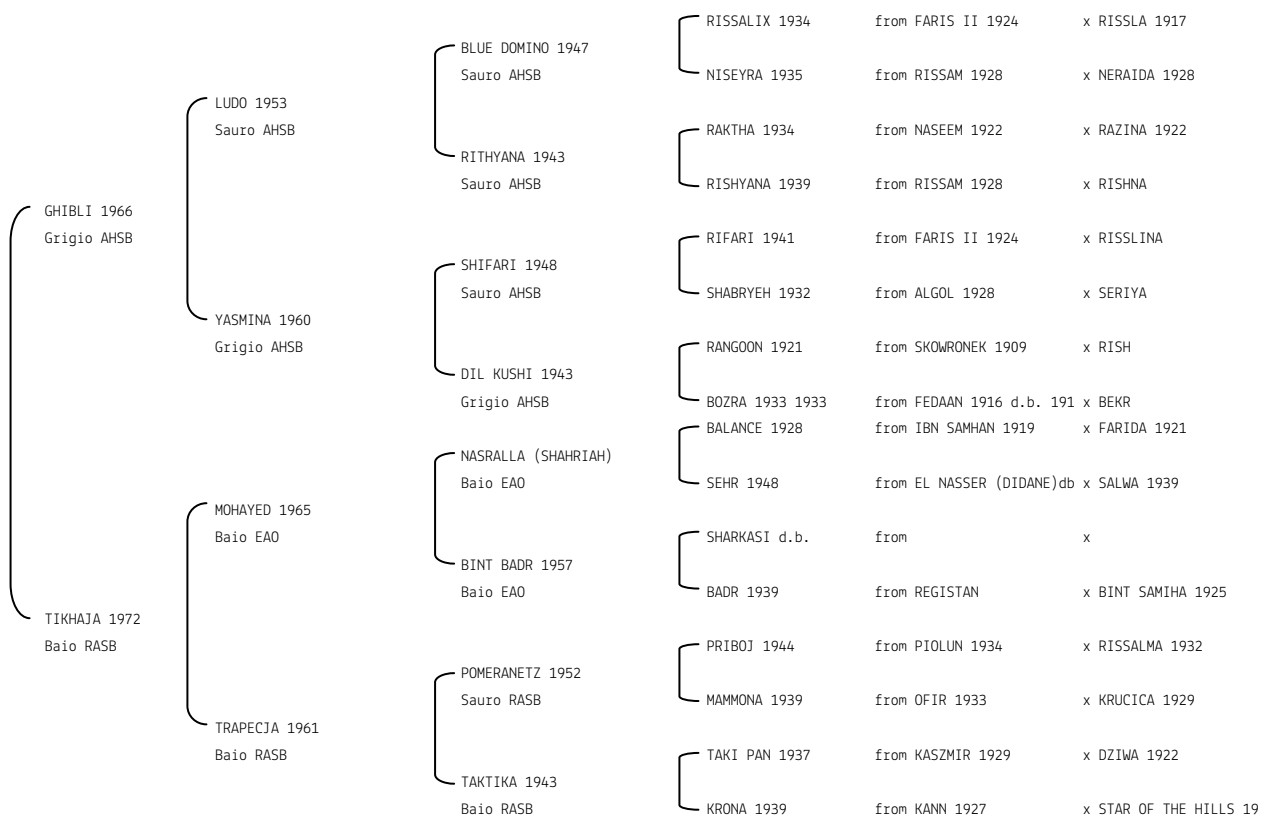 RISSALIX 1934 from FARIS II 1924 x RISSLA 1917
BLUE DOMINO 1947
Sauro AHSB
NISEYRA 1935 from RISSAM 1928 x NERAIDA 1928
LUDO 1953
Sauro AHSB
RAKTHA 1934 from NASEEM 1922 x RAZINA 1922
RITHYANA 1943
Sauro AHSB
RISHYANA 1939 from RISSAM 1928 x RISHNA
GHIBLI 1966
Grigio AHSB
RIFARI 1941 from FARIS II 1924 x RISSLINA
SHIFARI 1948
Sauro AHSB
SHABRYEH 1932 from ALGOL 1928 x SERIYA
YASMINA 1960
Grigio AHSB
RANGOON 1921 from SKOWRONEK 1909 x RISH
DIL KUSHI 1943
Grigio AHSB
BOZRA 1933 1933 from FEDAAN 1916 d.b. 191 x BEKR
BALANCE 1928 from IBN SAMHAN 1919 x FARIDA 1921
NASRALLA (SHAHRIAH)
Baio EAO
SEHR 1948 from EL NASSER (DIDANE)db x SALWA 1939
MOHAYED 1965
Baio EAO
SHARKASI d.b. from x
BINT BADR 1957
Baio EAO
BADR 1939 from REGISTAN x BINT SAMIHA 1925
TIKHAJA 1972
Baio RASB
PRIBOJ 1944 from PIOLUN 1934 x RISSALMA 1932
POMERANETZ 1952
Sauro RASB
MAMMONA 1939 from OFIR 1933 x KRUCICA 1929
TRAPECJA 1961
Baio RASB
TAKI PAN 1937 from KASZMIR 1929 x DZIWA 1922
TAKTIKA 1943
Baio RASB
KRONA 1939 from KANN 1927 x STAR OF THE HILLS 19